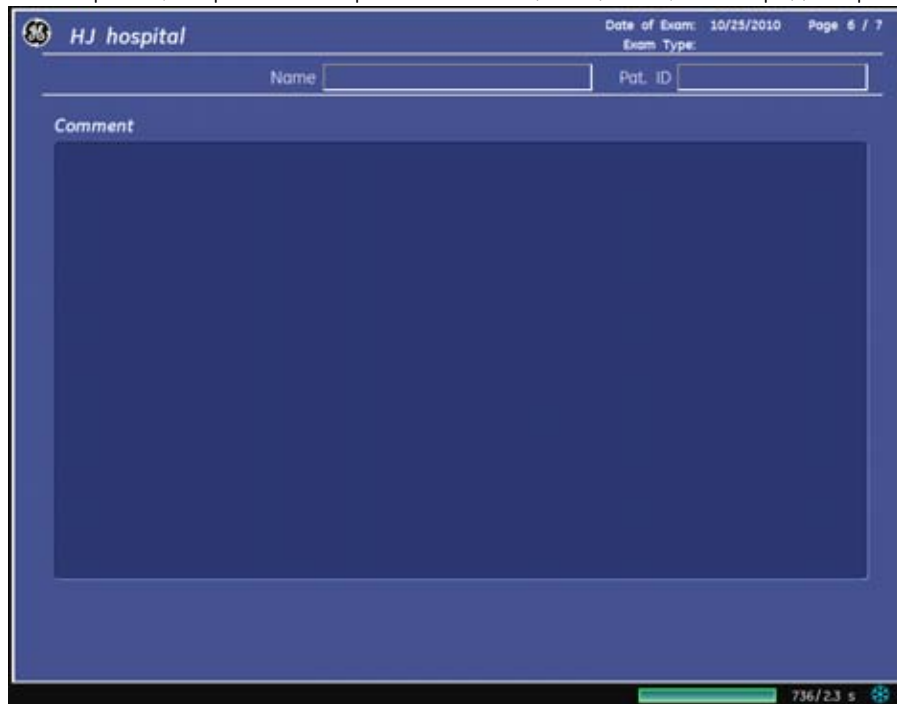 HJ hospital
Date of Exam: 10/25/2010 Page 6 / 7
Exam Type:
Name
Pat. ID
Comment
736/2.3 s